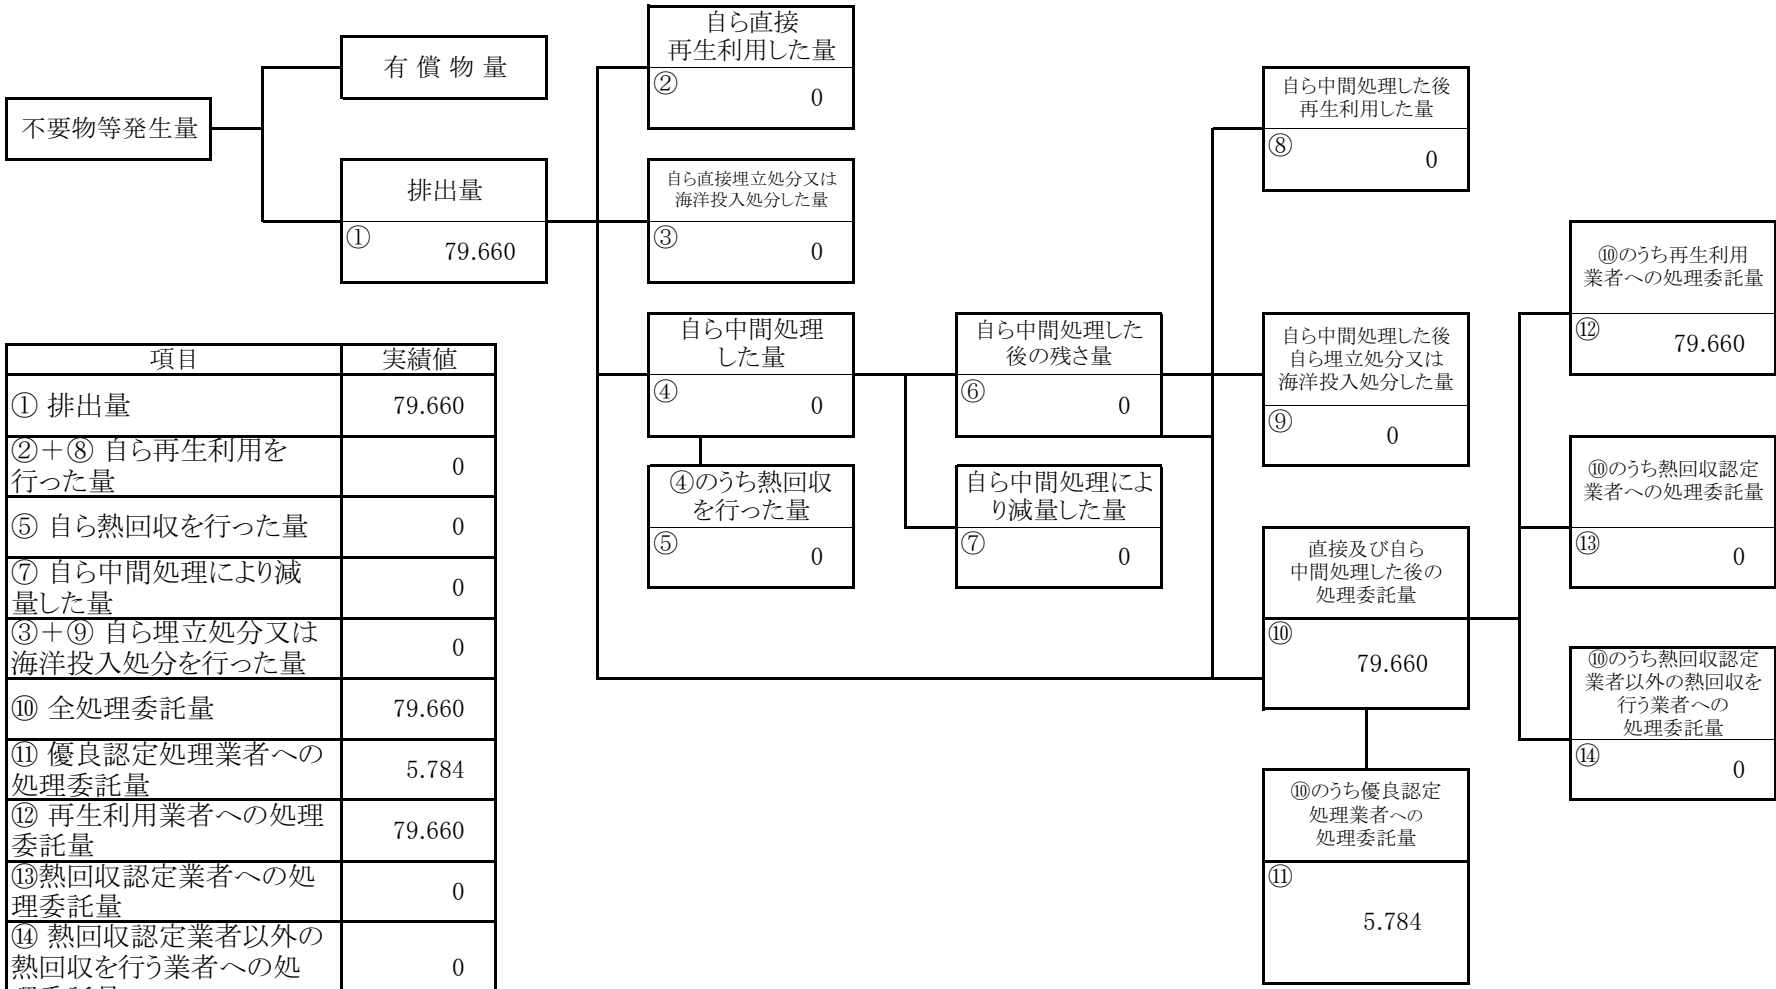 不要物等発生量
有 償 物 量
排出量
①
79.660
自ら直接
再生利用した量
②
0
自ら直接埋立処分又は
海洋投入処分した量
③
0
自ら中間処理
した量
④
0
④のうち熱回収
を行った量
⑤
0
自ら中間処理した
後の残さ量
⑥
0
自ら中間処理によ
り減量した量
⑦
0
自ら中間処理した後
再生利用した量
⑧
0
自ら中間処理した後
自ら埋立処分又は
海洋投入処分した量
⑨
0
直接及び自ら
中間処理した後の
処理委託量
⑩
79.660
⑩のうち優良認定
処理業者への
処理委託量
⑪
5.784
⑩のうち再生利用
業者への処理委託量
⑫
79.660
⑩のうち熱回収認定
業者への処理委託量
⑬
0
⑩のうち熱回収認定
業者以外の熱回収を
行う業者への
処理委託量
⑭
0
項目 実績値
① 排出量 79.660
②＋⑧ 自ら再生利用を
行った量 0
⑤ 自ら熱回収を行った量 0
⑦ 自ら中間処理により減
量した量 0
③＋⑨ 自ら埋立処分又は
海洋投入処分を行った量 0
⑩ 全処理委託量 79.660
⑪ 優良認定処理業者への
処理委託量 5.784
⑫ 再生利用業者への処理
委託量 79.660
⑬熱回収認定業者への処
理委託量 0
⑭ 熱回収認定業者以外の
熱回収を行う業者への処 0